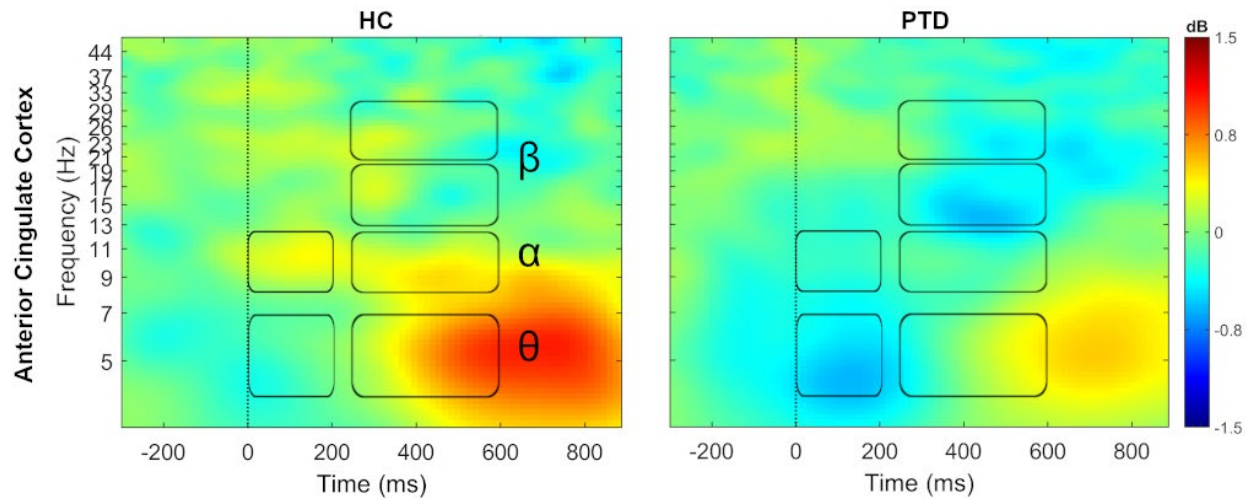 HC
PTD
dB
Anterior Cingulate Cortex
Frequency (Hz)
44
37
33
29
26
23
21
19
17
15
13
11
9
7
5
β
α
θ
1.5
0.8
0
-0.8
-1.5
-200 0 200 400 600 800
-200 0 200 400 600 800
Time (ms)
Time (ms)